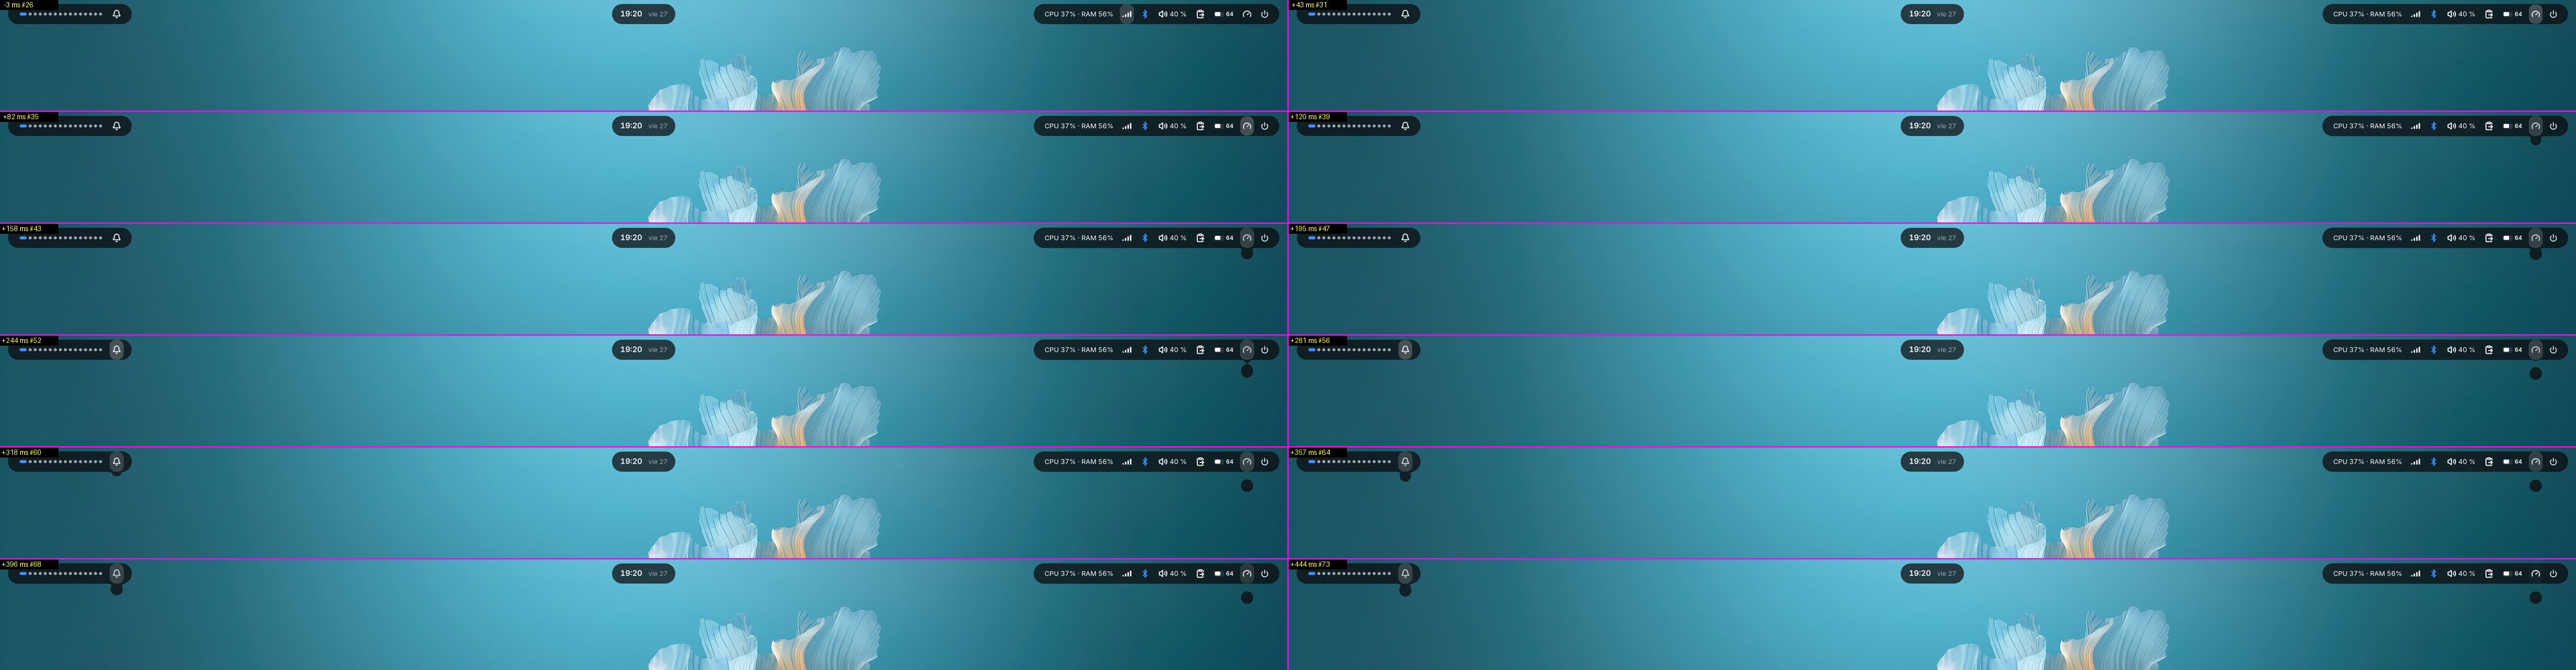 -3 ms #26
19:20 vie 27 CPU 37% · RAM 56% 40 % 64
+43 ms #31
19:20 vie 27 CPU 37% · RAM 56% 40 % 64
+82 ms #35
19:20 vie 27 CPU 37% · RAM 56% 40 % 64
+120 ms #39
19:20 vie 27 CPU 37% · RAM 56% 40 % 64
+158 ms #43
19:20 vie 27 CPU 37% · RAM 56% 40 % 64
+195 ms #47
19:20 vie 27 CPU 37% · RAM 56% 40 % 64
+244 ms #52
19:20 vie 27 CPU 37% · RAM 56% 40 % 64
+281 ms #56
19:20 vie 27 CPU 37% · RAM 56% 40 % 64
+318 ms #60
19:20 vie 27 CPU 37% · RAM 56% 40 % 64
+357 ms #64
19:20 vie 27 CPU 37% · RAM 56% 40 % 64
+396 ms #68
19:20 vie 27 CPU 37% · RAM 56% 40 % 64
+444 ms #73
19:20 vie 27 CPU 37% · RAM 56% 40 % 64